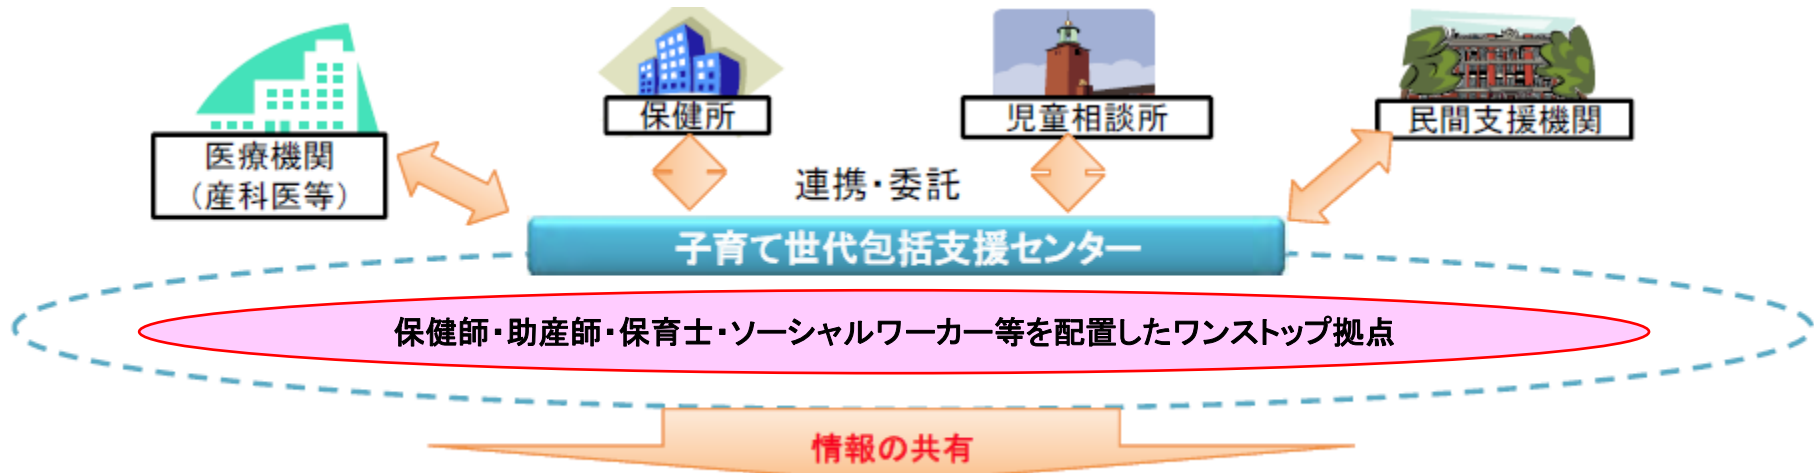 保健所
児童相談所
民間支援機関
医療機関
（産科医等）
連携・委託
子育て世代包括支援センター
保健師・助産師・保育士・ソーシャルワーカー等を配置したワンストップ拠点
情報の共有